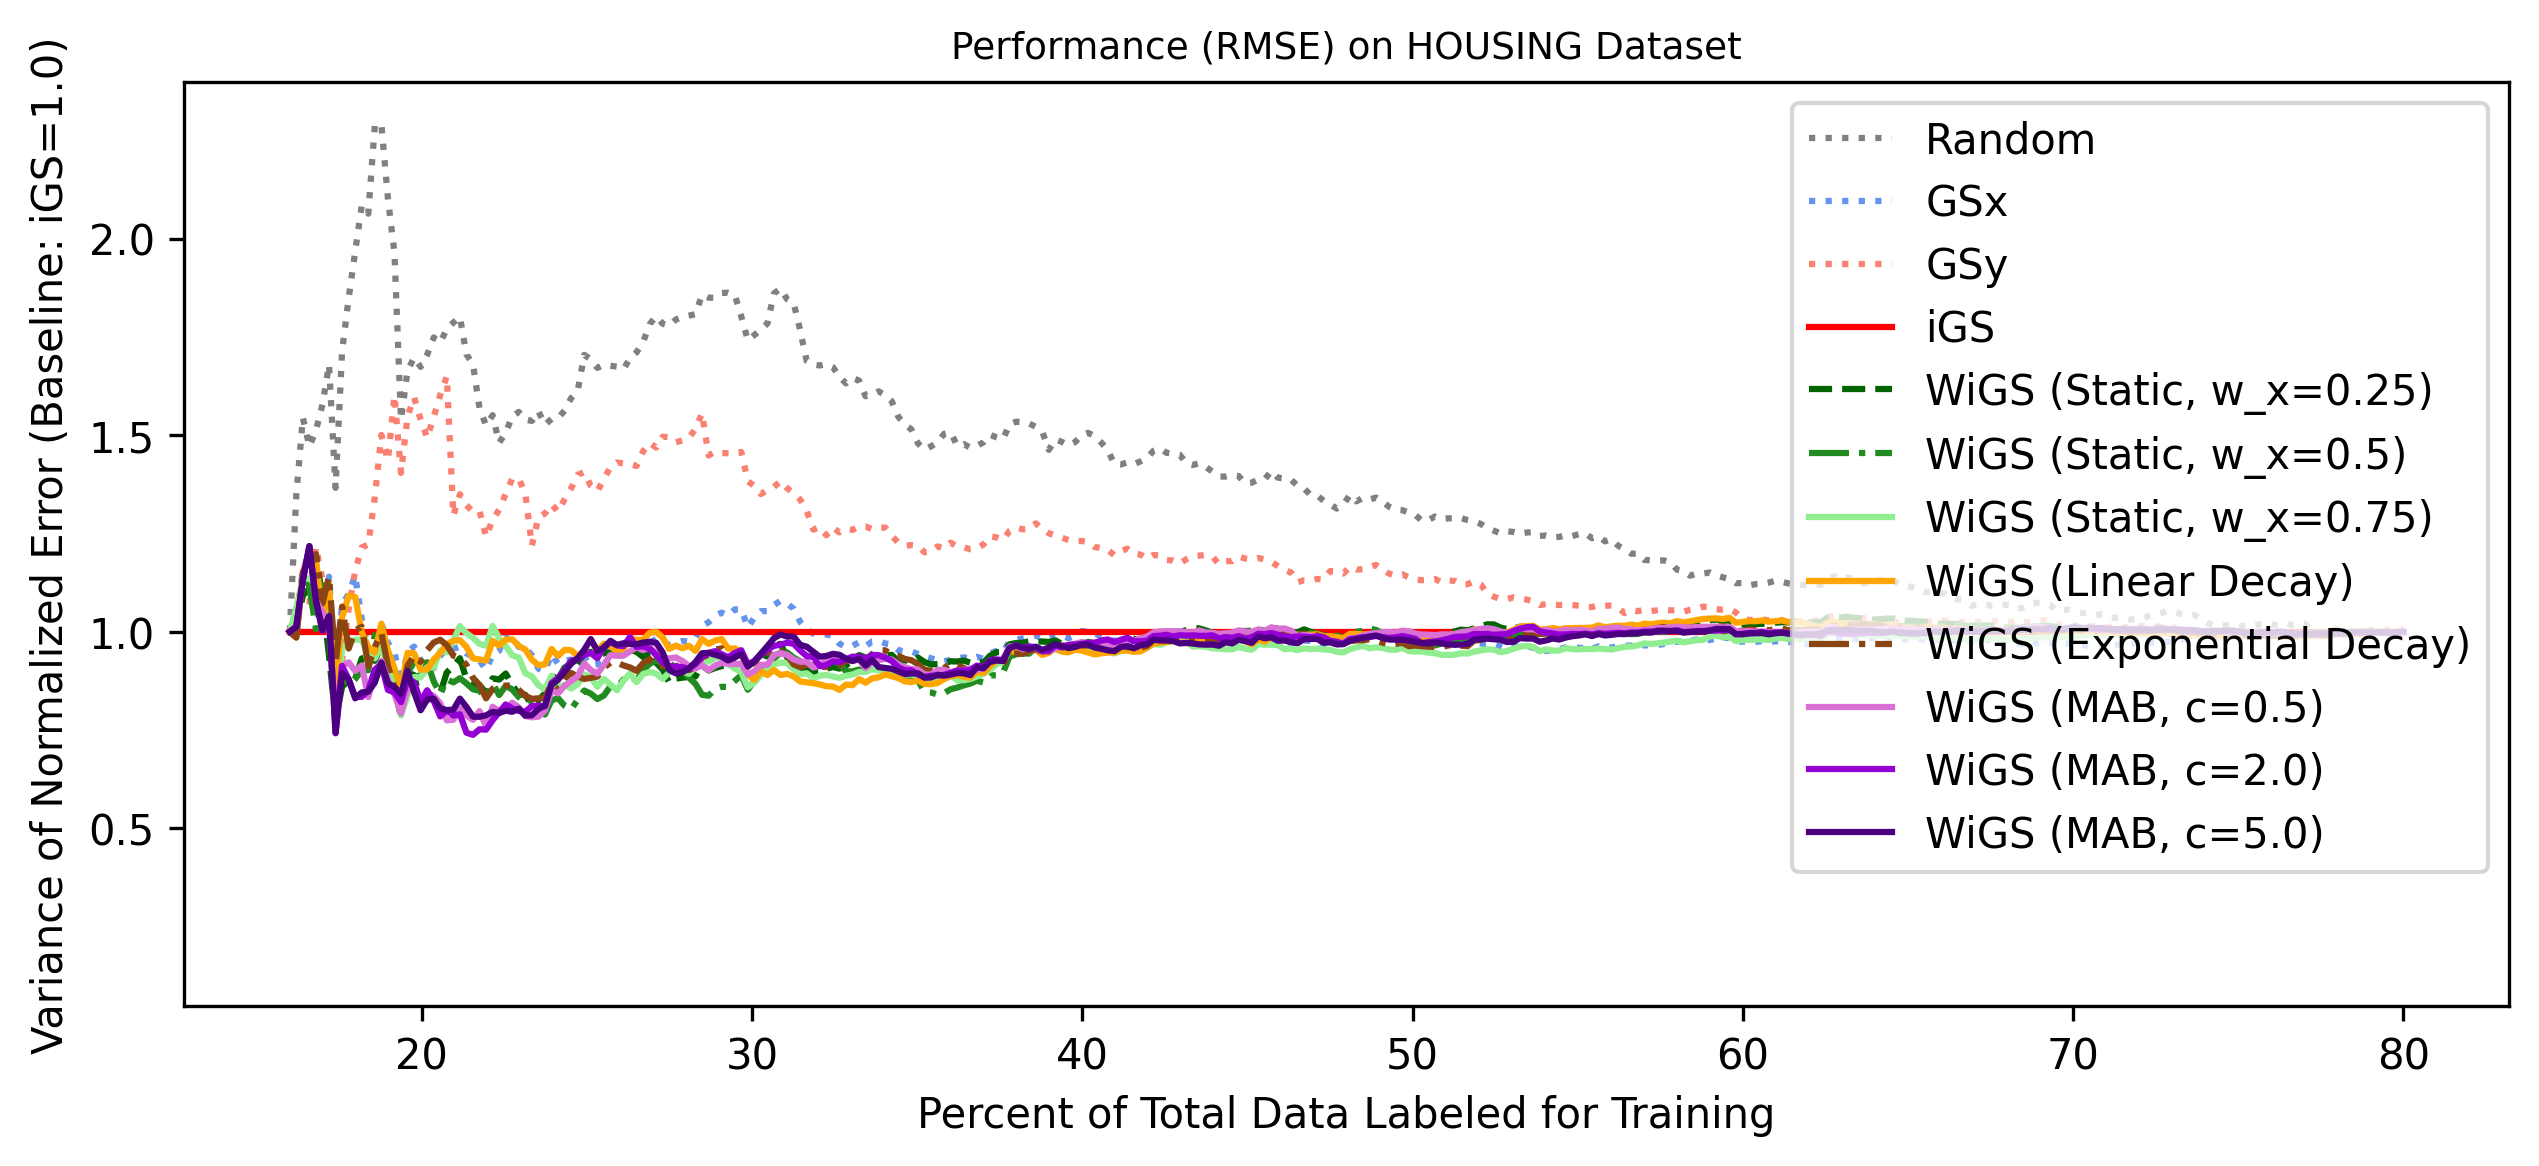 Performance (RMSE) on HOUSING Dataset
Variance of Normalized Error (Baseline: iGS=1.0)
2.0
1.5
1.0
0.5
Random
GSx
GSy
iGS
WiGS (Static, w_x=0.25)
WiGS (Static, w_x=0.5)
WiGS (Static, w_x=0.75)
WiGS (Linear Decay)
WiGS (Exponential Decay)
WiGS (MAB, c=0.5)
WiGS (MAB, c=2.0)
WiGS (MAB, c=5.0)
20 30 40 50 60 70 80
Percent of Total Data Labeled for Training